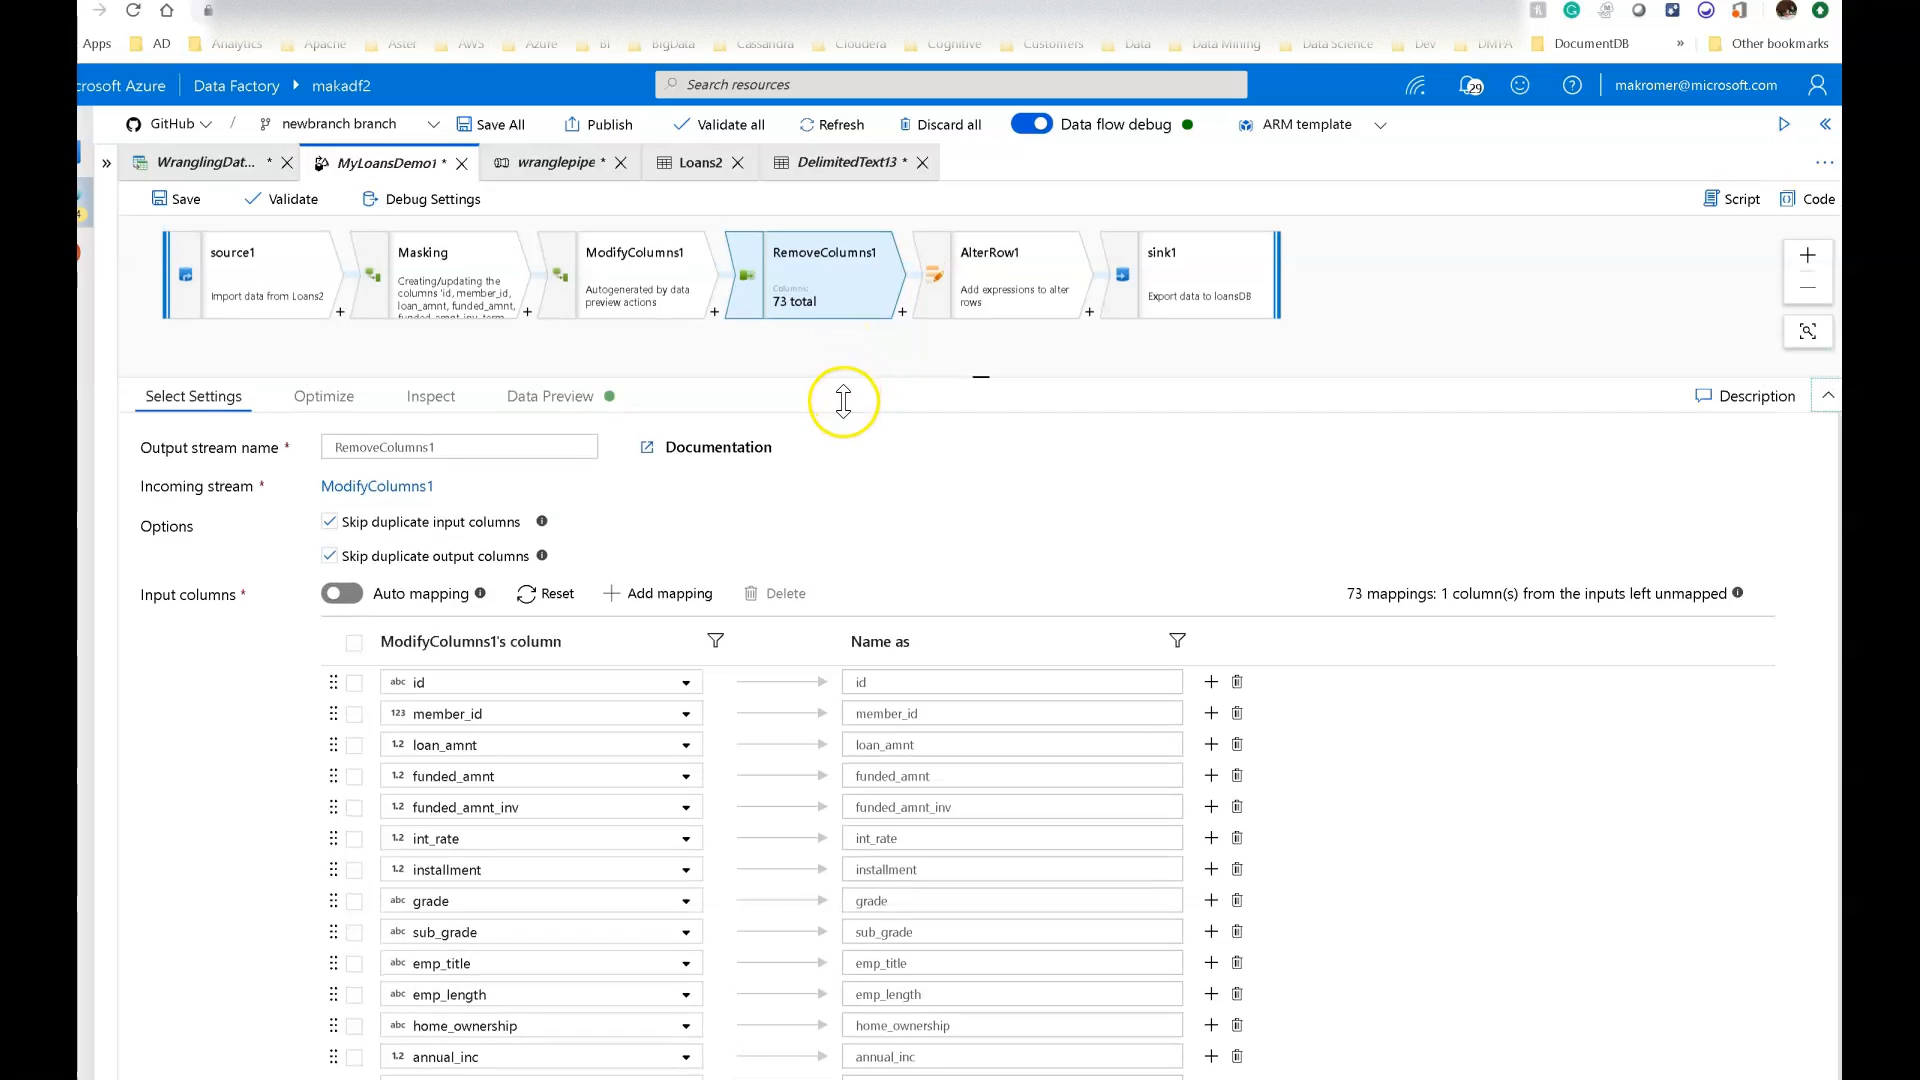 Apps AD Analytics Apache Aster AWS Azure BI BigData Cassandra Cloudera Cognitive Customers Data Data Mining Data Science Dev DMPA DocumentDB » Other bookmarks
crosoft Azure Data Factory makadf2 Search resources 29 makromer@microsoft.com
GitHub / newbranch branch Save All Publish Validate all Refresh Discard all Data flow debug ARM template
WranglingDat... * MyLoansDemo1 * wranglepipe * Loans2 DelimitedText13 * ...
Save Validate Debug Settings Script Code
source1
Import data from Loans2
Masking
Creating/updating the
columns 'id, member_id,
loan_amnt, funded_amnt,
funded_amnt_inv, term,
ModifyColumns1
Autogenerated by data
preview actions
RemoveColumns1
Columns:
73 total
AlterRow1
Add expressions to alter
rows
sink1
Export data to loansDB
Select Settings Optimize Inspect Data Preview Description
Output stream name * RemoveColumns1 Documentation
Incoming stream * ModifyColumns1
Options Skip duplicate input columns
Skip duplicate output columns
Input columns * Auto mapping Reset Add mapping Delete 73 mappings: 1 column(s) from the inputs left unmapped
ModifyColumns1's column Name as
abc id id
123 member_id member_id
1.2 loan_amnt loan_amnt
1.2 funded_amnt funded_amnt
1.2 funded_amnt_inv funded_amnt_inv
1.2 int_rate int_rate
1.2 installment installment
abc grade grade
abc sub_grade sub_grade
abc emp_title emp_title
abc emp_length emp_length
abc home_ownership home_ownership
1.2 annual_inc annual_inc